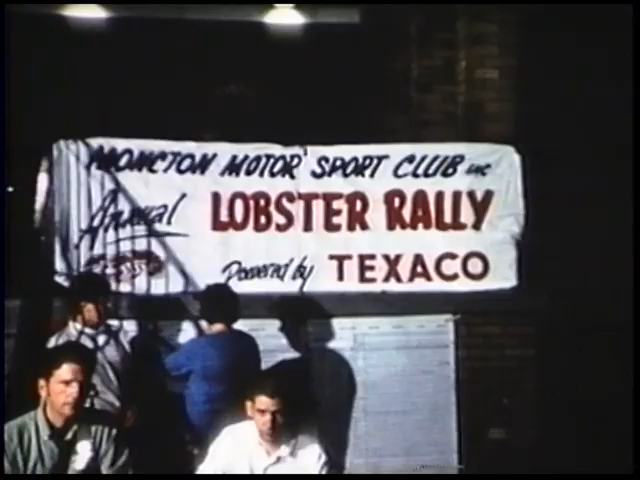 MONCTON MOTOR SPORT CLUB INC
Annual LOBSTER RALLY
Powered by TEXACO